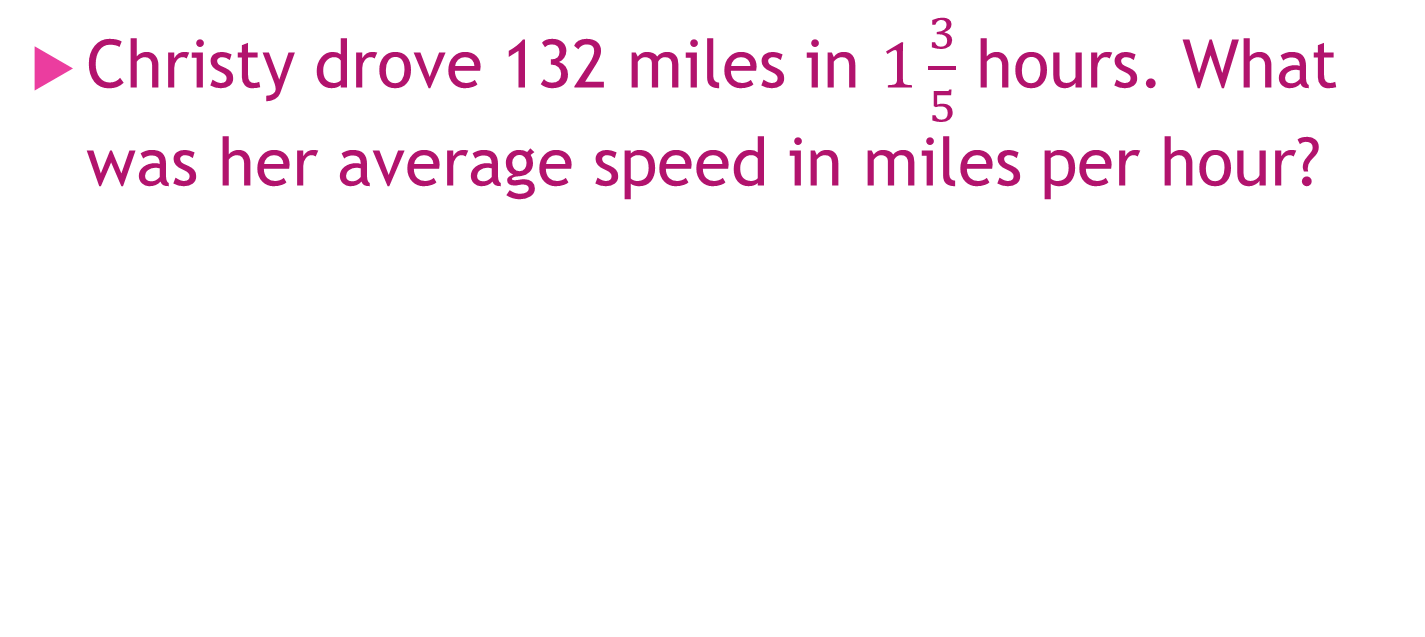 ▶ Christy drove 132 miles in 1 3/5 hours. What
was her average speed in miles per hour?